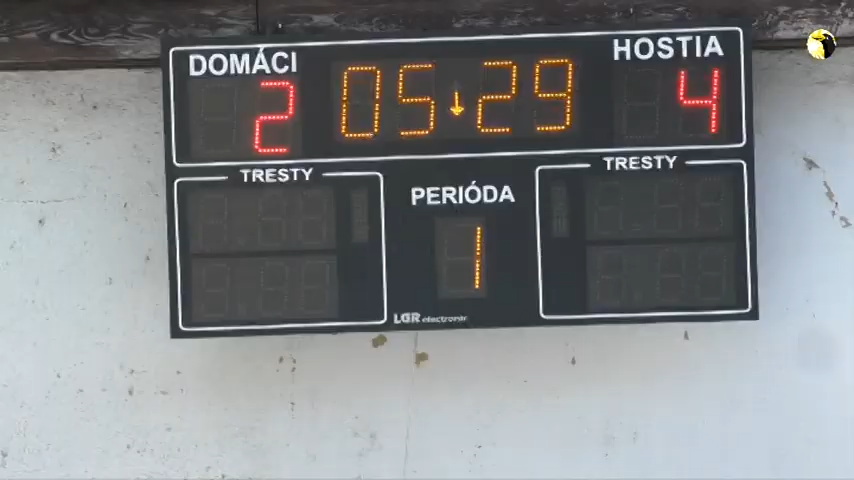 DOMÁCI
HOSTIA
2
05 29
4
TRESTY
TRESTY
PERIÓDA
1
LGR electronic